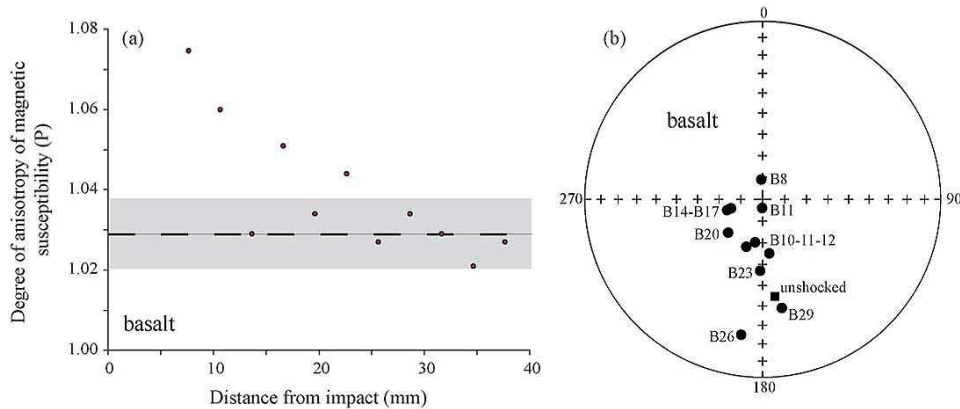 (a)
Degree of anisotropy of magnetic
susceptibility (P)
1.08
1.06
1.04
1.02
1.00
basalt
0
10
20
30
40
Distance from impact (mm)
(b)
0
basalt
B8
270
90
B14-B17
B11
B20
B10-11-12
B23
unshocked
B29
B26
180